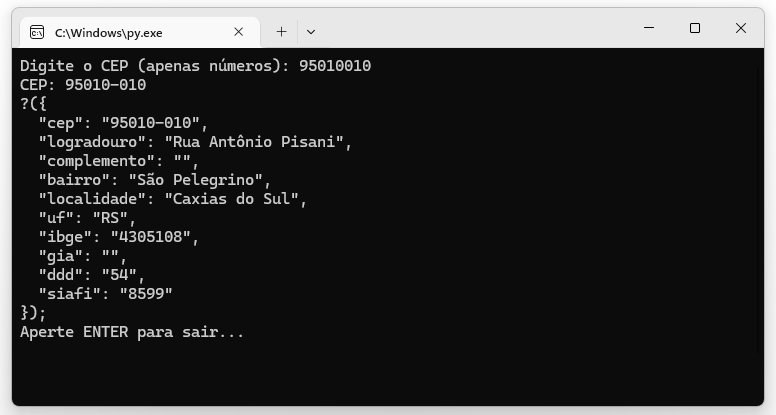 C:\Windows\py.exe
Digite o CEP (apenas números): 95010010
CEP: 95010-010
?({
  "cep": "95010-010",
  "logradouro": "Rua Antônio Pisani",
  "complemento": "",
  "bairro": "São Pelegrino",
  "localidade": "Caxias do Sul",
  "uf": "RS",
  "ibge": "4305108",
  "gia": "",
  "ddd": "54",
  "siafi": "8599"
});
Aperte ENTER para sair...